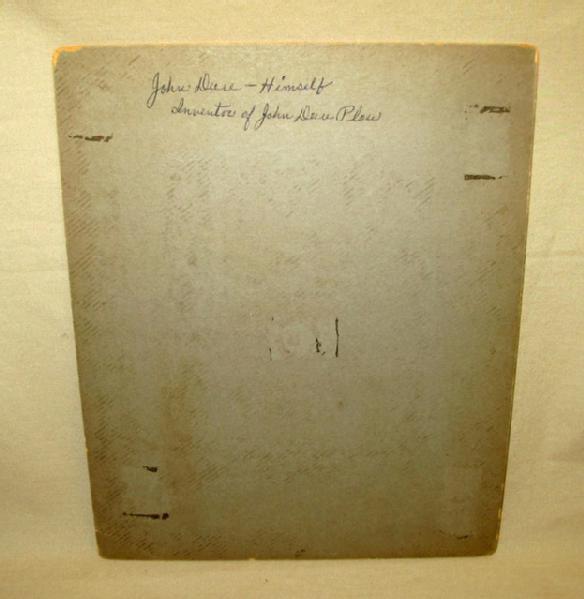 John Deere - Himself
Inventor of John Deere Plow